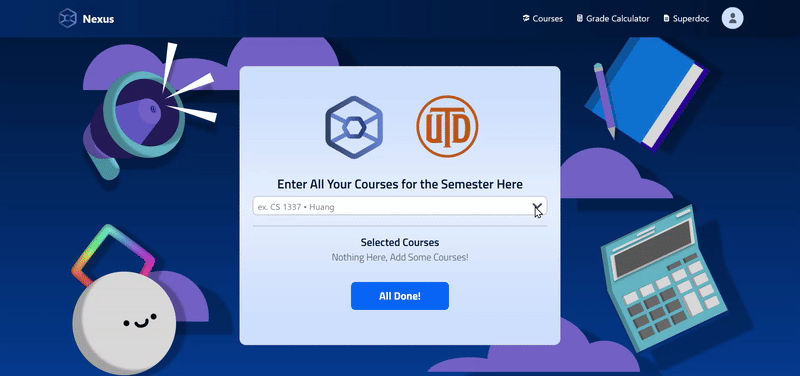 Nexus
Courses
Grade Calculator
Superdoc
UTD
Enter All Your Courses for the Semester Here
ex. CS 1337 • Huang
Selected Courses
Nothing Here, Add Some Courses!
All Done!